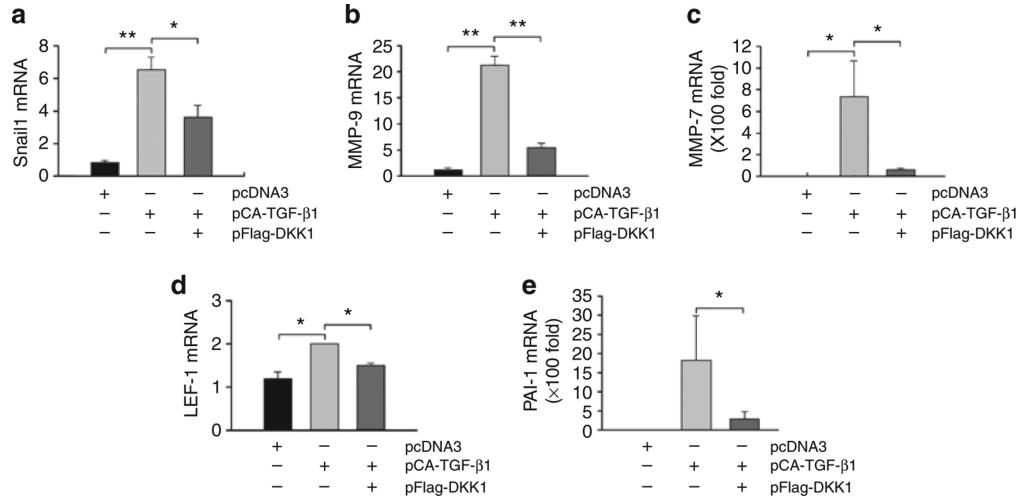 a
Snail1 mRNA
8
6
4
2
0
** *
+ − − pcDNA3
− + + pCA-TGF-β1
− − + pFlag-DKK1
b
MMP-9 mRNA
25
20
15
10
5
0
** **
+ − − pcDNA3
− + + pCA-TGF-β1
− − + pFlag-DKK1
c
MMP-7 mRNA
(X100 fold)
12
10
8
6
4
2
0
* *
+ − − pcDNA3
− + + pCA-TGF-β1
− − + pFlag-DKK1
d
LEF-1 mRNA
3
2
1
0
* *
+ − − pcDNA3
− + + pCA-TGF-β1
− − + pFlag-DKK1
e
PAI-1 mRNA
(×100 fold)
35
30
25
20
15
10
5
0
*
+ − − pcDNA3
− + + pCA-TGF-β1
− − + pFlag-DKK1